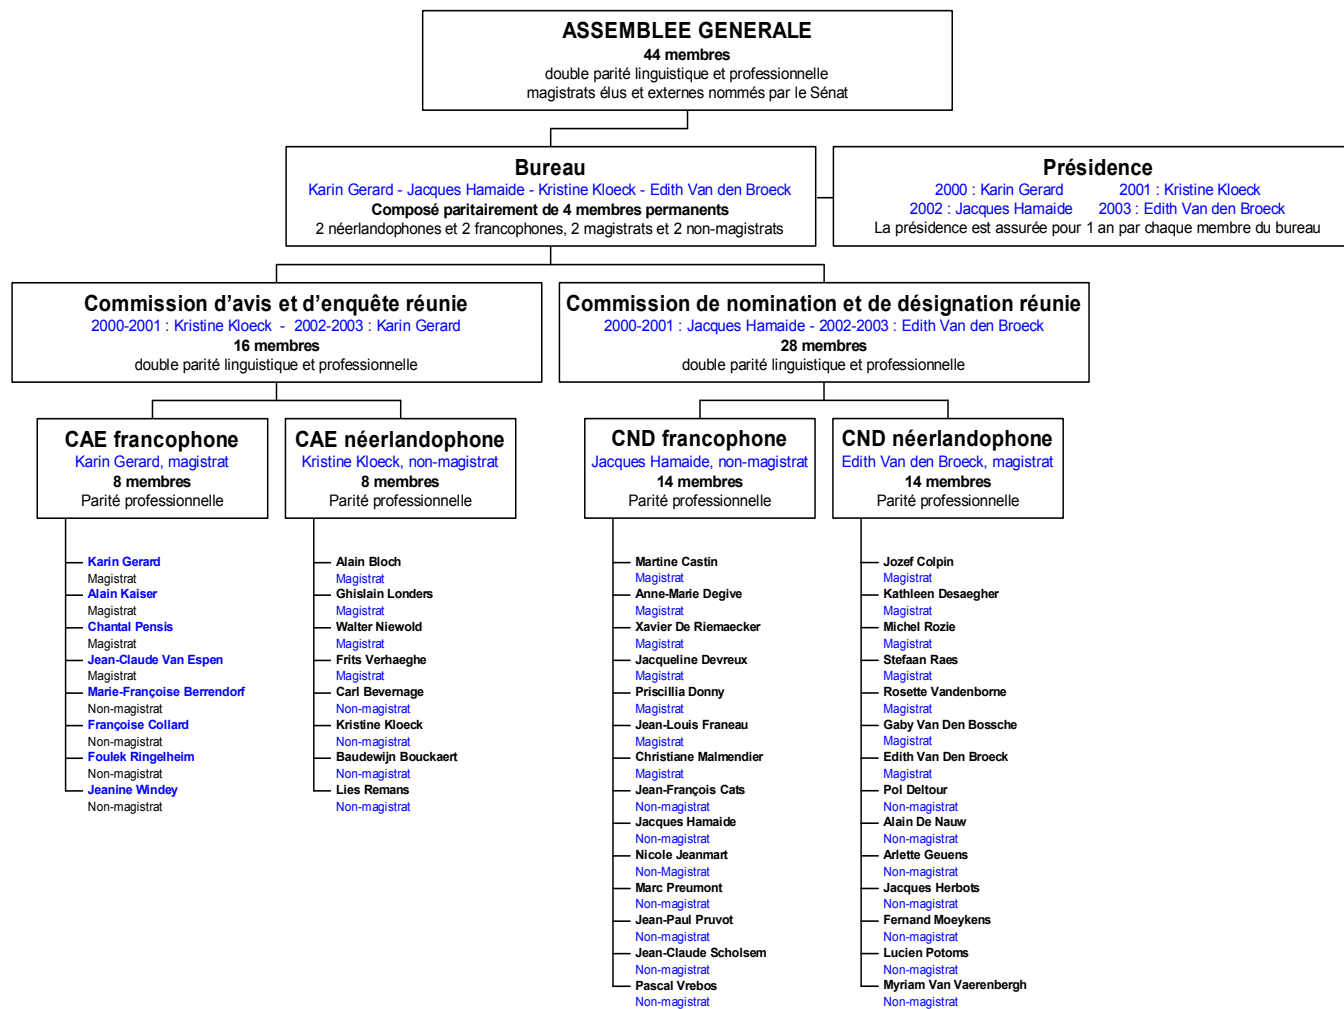 ASSEMBLEE GENERALE
44 membres
double parité linguistique et professionnelle
magistrats élus et externes nommés par le Sénat
Bureau
Karin Gerard - Jacques Hamaide - Kristine Kloeck - Edith Van den Broeck
Composé paritairement de 4 membres permanents
2 néerlandophones et 2 francophones, 2 magistrats et 2 non-magistrats
Présidence
2000 : Karin Gerard 2001 : Kristine Kloeck
2002 : Jacques Hamaide 2003 : Edith Van den Broeck
La présidence est assurée pour 1 an par chaque membre du bureau
Commission d'avis et d'enquête réunie
2000-2001 : Kristine Kloeck - 2002-2003 : Karin Gerard
16 membres
double parité linguistique et professionnelle
Commission de nomination et de désignation réunie
2000-2001 : Jacques Hamaide - 2002-2003 : Edith Van den Broeck
28 membres
double parité linguistique et professionnelle
CAE francophone
Karin Gerard, magistrat
8 membres
Parité professionnelle
Karin Gerard
Magistrat
Alain Kaiser
Magistrat
Chantal Pensis
Magistrat
Jean-Claude Van Espen
Magistrat
Marie-Françoise Berrendorf
Non-magistrat
Françoise Collard
Non-magistrat
Foulek Ringelheim
Non-magistrat
Jeanine Windey
Non-magistrat
CAE néerlandophone
Kristine Kloeck, non-magistrat
8 membres
Parité professionnelle
Alain Bloch
Magistrat
Ghislain Londers
Magistrat
Walter Niewold
Magistrat
Frits Verhaeghe
Magistrat
Carl Bevernage
Non-magistrat
Kristine Kloeck
Non-magistrat
Baudewijn Bouckaert
Non-magistrat
Lies Remans
Non-magistrat
CND francophone
Jacques Hamaide, non-magistrat
14 membres
Parité professionnelle
Martine Castin
Magistrat
Anne-Marie Degive
Magistrat
Xavier De Riemaecker
Magistrat
Jacqueline Devreux
Magistrat
Priscillia Donny
Magistrat
Jean-Louis Franeau
Magistrat
Christiane Malmendier
Magistrat
Jean-François Cats
Non-magistrat
Jacques Hamaide
Non-magistrat
Nicole Jeanmart
Non-Magistrat
Marc Preumont
Non-magistrat
Jean-Paul Pruvot
Non-magistrat
Jean-Claude Scholsem
Non-magistrat
Pascal Vrebos
Non-magistrat
CND néerlandophone
Edith Van den Broeck, magistrat
14 membres
Parité professionnelle
Jozef Colpin
Magistrat
Kathleen Desaegher
Magistrat
Michel Rozie
Magistrat
Stefaan Raes
Magistrat
Rosette Vandenborne
Magistrat
Gaby Van Den Bossche
Magistrat
Edith Van Den Broeck
Magistrat
Pol Deltour
Non-magistrat
Alain De Nauw
Non-magistrat
Arlette Geuens
Non-magistrat
Jacques Herbots
Non-magistrat
Fernand Moeykens
Non-magistrat
Lucien Potoms
Non-magistrat
Myriam Van Vaerenbergh
Non-magistrat